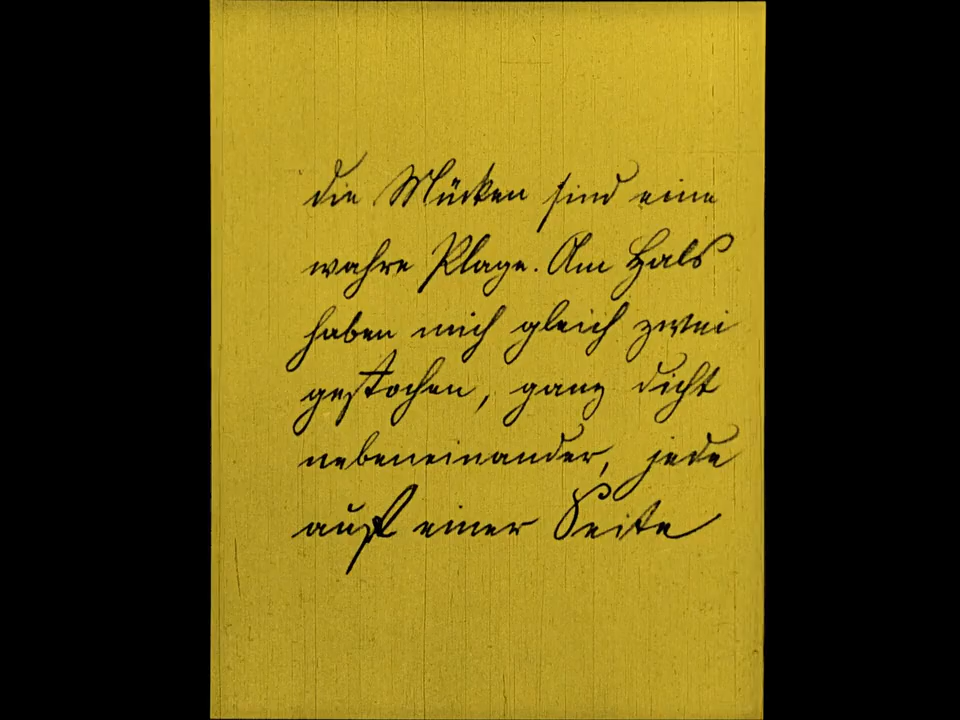 die Mücken sind eine
wahre Plage. Am Hals
haben mich gleich zwei
gestochen, ganz dicht
nebeneinander, jede
auf einer Seite